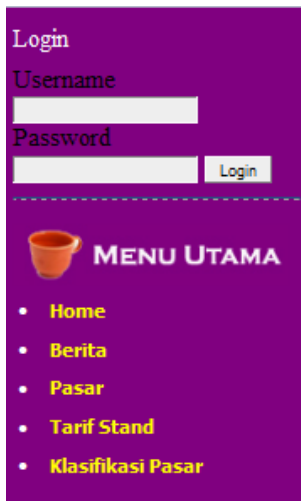 Login
Username
Password
Login
MENU UTAMA
Home
Berita
Pasar
Tarif Stand
Klasifikasi Pasar